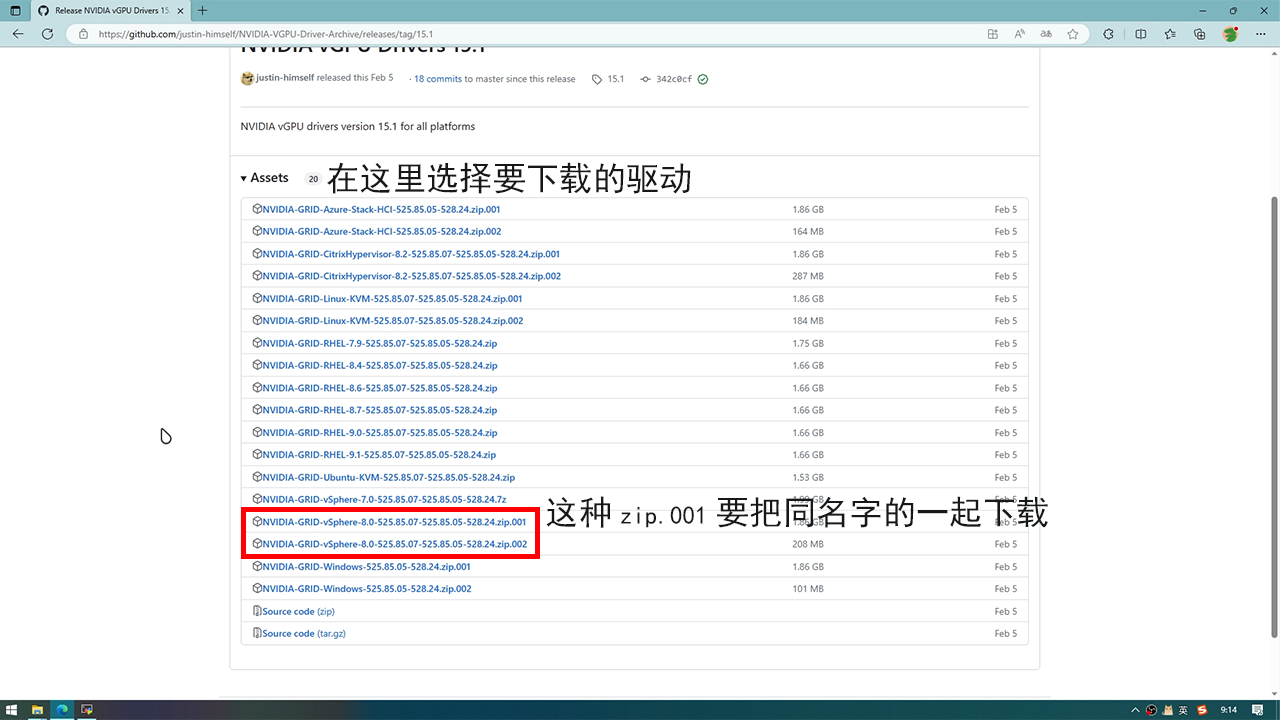 Release NVIDIA vGPU Drivers 15.
https://github.com/justin-himself/NVIDIA-VGPU-Driver-Archive/releases/tag/15.1
NVIDIA vGPU Drivers 15.1
justin-himself released this Feb 5 · 18 commits to master since this release 15.1 342c0cf
NVIDIA vGPU drivers version 15.1 for all platforms
Assets 20 在这里选择要下载的驱动
NVIDIA-GRID-Azure-Stack-HCI-525.85.05-528.24.zip.001 1.86 GB Feb 5
NVIDIA-GRID-Azure-Stack-HCI-525.85.05-528.24.zip.002 164 MB Feb 5
NVIDIA-GRID-CitrixHypervisor-8.2-525.85.07-525.85.05-528.24.zip.001 1.86 GB Feb 5
NVIDIA-GRID-CitrixHypervisor-8.2-525.85.07-525.85.05-528.24.zip.002 287 MB Feb 5
NVIDIA-GRID-Linux-KVM-525.85.07-525.85.05-528.24.zip.001 1.86 GB Feb 5
NVIDIA-GRID-Linux-KVM-525.85.07-525.85.05-528.24.zip.002 184 MB Feb 5
NVIDIA-GRID-RHEL-7.9-525.85.07-525.85.05-528.24.zip 1.75 GB Feb 5
NVIDIA-GRID-RHEL-8.4-525.85.07-525.85.05-528.24.zip 1.66 GB Feb 5
NVIDIA-GRID-RHEL-8.6-525.85.07-525.85.05-528.24.zip 1.66 GB Feb 5
NVIDIA-GRID-RHEL-8.7-525.85.07-525.85.05-528.24.zip 1.66 GB Feb 5
NVIDIA-GRID-RHEL-9.0-525.85.07-525.85.05-528.24.zip 1.66 GB Feb 5
NVIDIA-GRID-RHEL-9.1-525.85.07-525.85.05-528.24.zip 1.66 GB Feb 5
NVIDIA-GRID-Ubuntu-KVM-525.85.07-525.85.05-528.24.zip 1.53 GB Feb 5
NVIDIA-GRID-vSphere-7.0-525.85.07-525.85.05-528.24.7z Feb 5
这种 zip.001 要把同名字的一起下载
NVIDIA-GRID-vSphere-8.0-525.85.07-525.85.05-528.24.zip.001 1.86 GB Feb 5
NVIDIA-GRID-vSphere-8.0-525.85.07-525.85.05-528.24.zip.002 208 MB Feb 5
NVIDIA-GRID-Windows-525.85.05-528.24.zip.001 1.86 GB Feb 5
NVIDIA-GRID-Windows-525.85.05-528.24.zip.002 101 MB Feb 5
Source code (zip) Feb 5
Source code (tar.gz) Feb 5
英 9:14